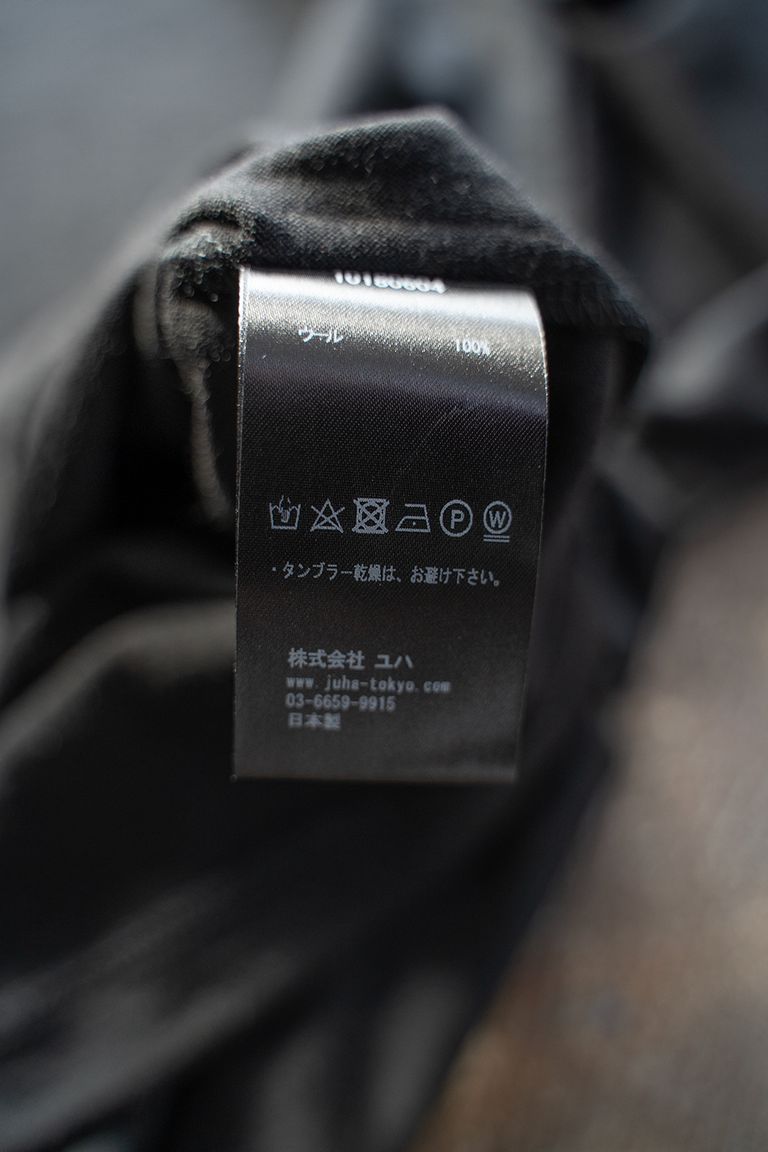 ウール 100%
P W
・タンブラー乾燥は、お避け下さい。
株式会社 ユハ
www.juha-tokyo.com
03-6659-9915
日本製